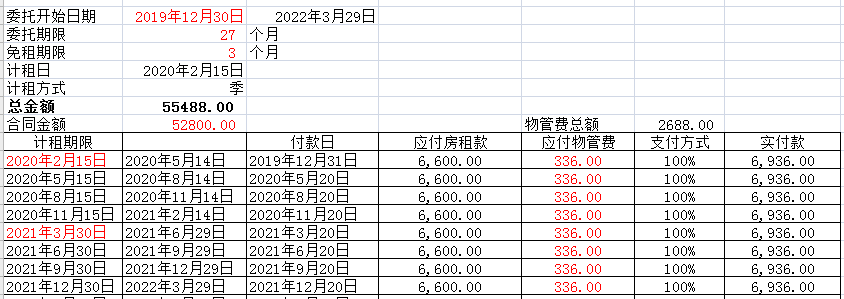 委托开始日期 2019年12月30日 2022年3月29日
委托期限 27 个月
免租期限 3 个月
计租日 2020年2月15日
计租方式 季
总金额 55488.00
合同金额 52800.00 物管费总额 2688.00
计租期限 付款日 应付房租款 应付物管费 支付方式 实付款
2020年2月15日 2020年5月14日 2019年12月31日 6,600.00 336.00 100% 6,936.00
2020年5月15日 2020年8月14日 2020年5月20日 6,600.00 336.00 100% 6,936.00
2020年8月15日 2020年11月14日 2020年8月20日 6,600.00 336.00 100% 6,936.00
2020年11月15日 2021年2月14日 2020年11月20日 6,600.00 336.00 100% 6,936.00
2021年3月30日 2021年6月29日 2021年3月20日 6,600.00 336.00 100% 6,936.00
2021年6月30日 2021年9月29日 2021年6月20日 6,600.00 336.00 100% 6,936.00
2021年9月30日 2021年12月29日 2021年9月20日 6,600.00 336.00 100% 6,936.00
2021年12月30日 2022年3月29日 2021年12月20日 6,600.00 336.00 100% 6,936.00